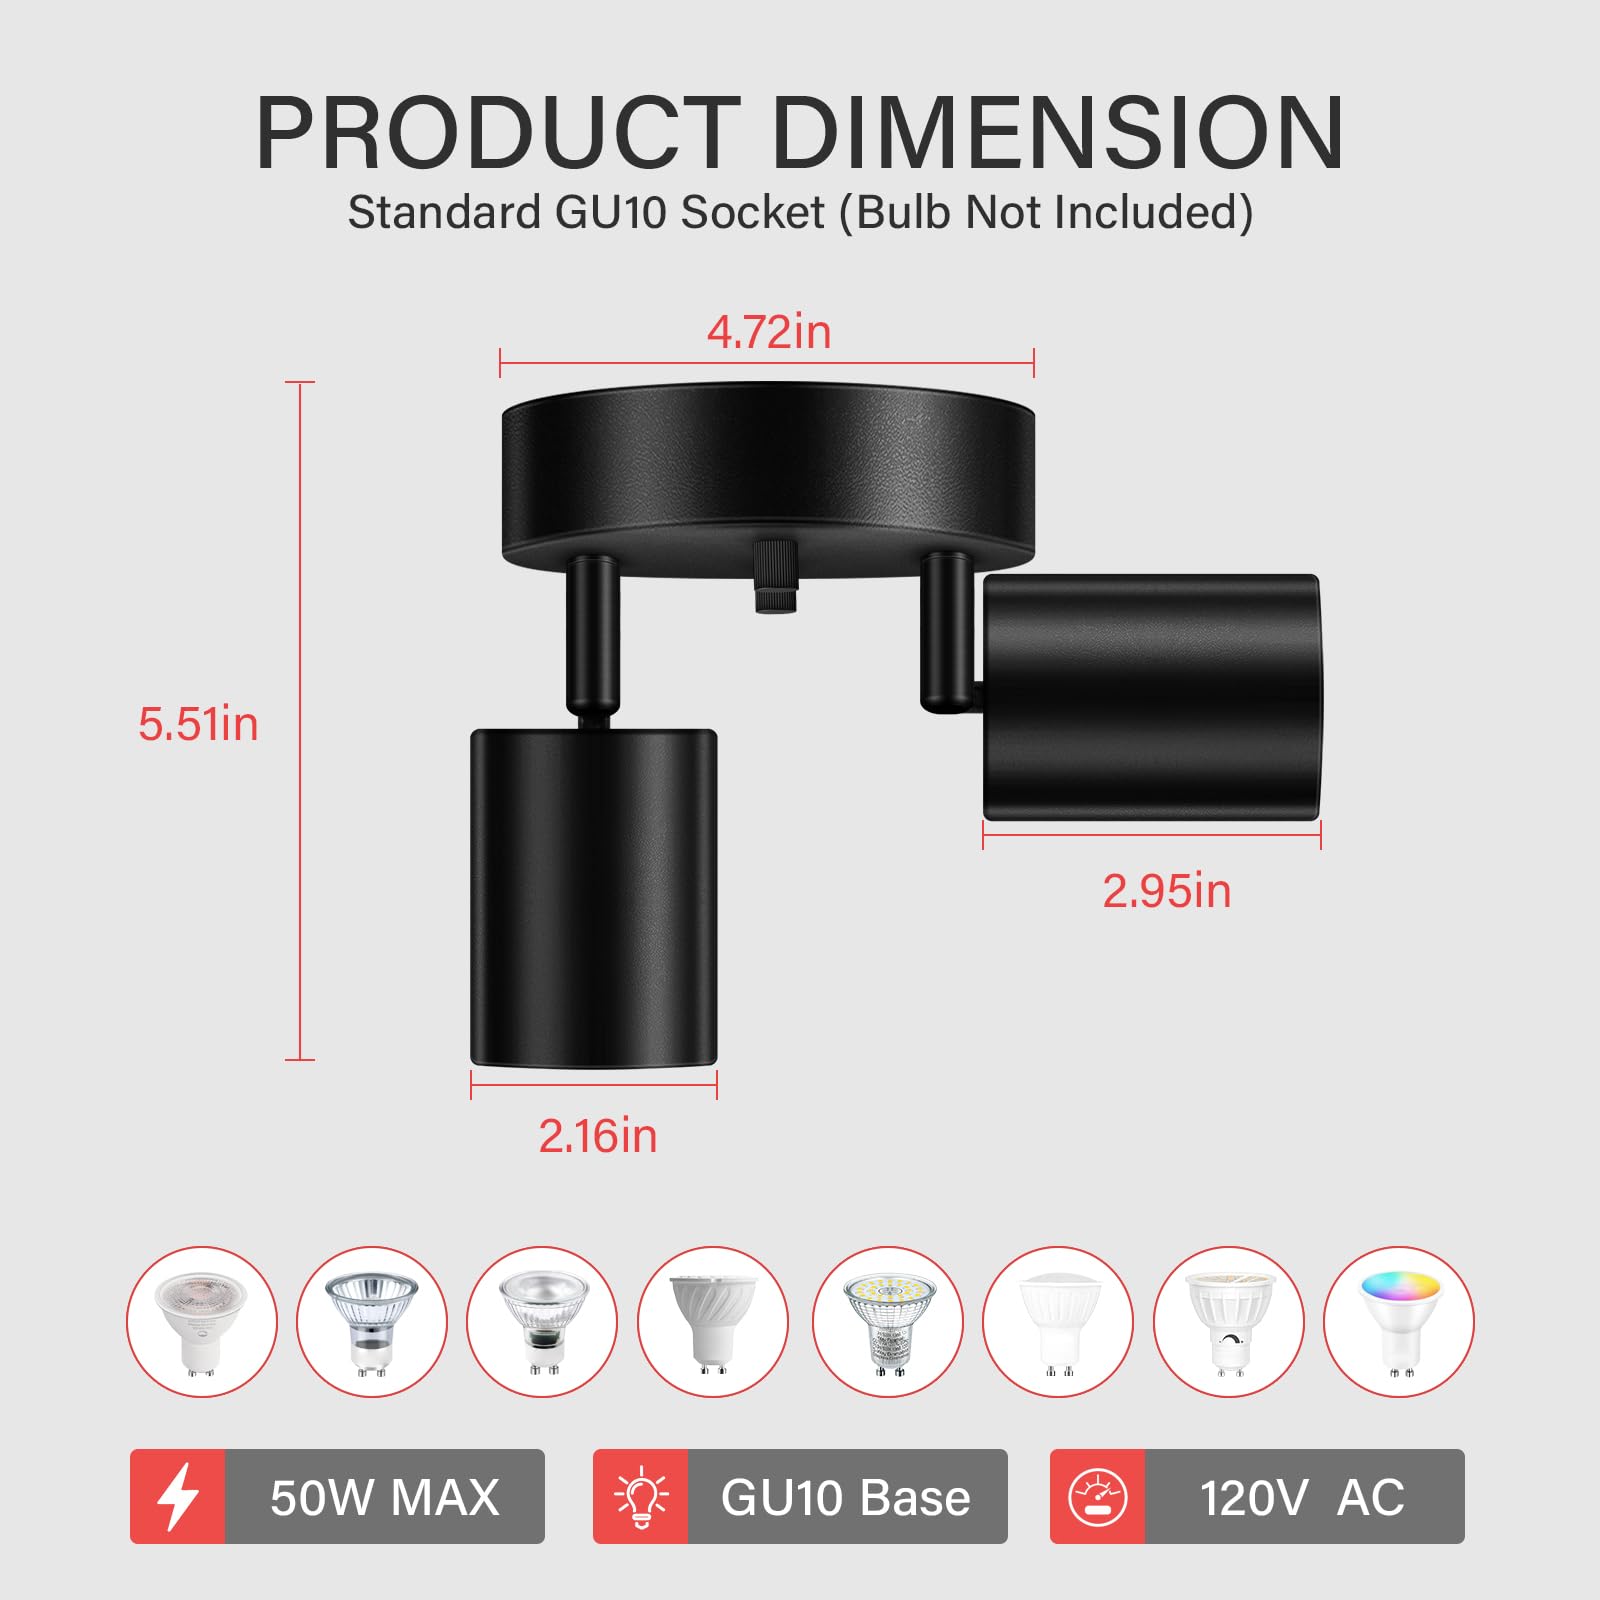 PRODUCT DIMENSION
Standard GU10 Socket (Bulb Not Included)
4.72in
5.51in
2.95in
2.16in
50W MAX
GU10 Base
120V AC